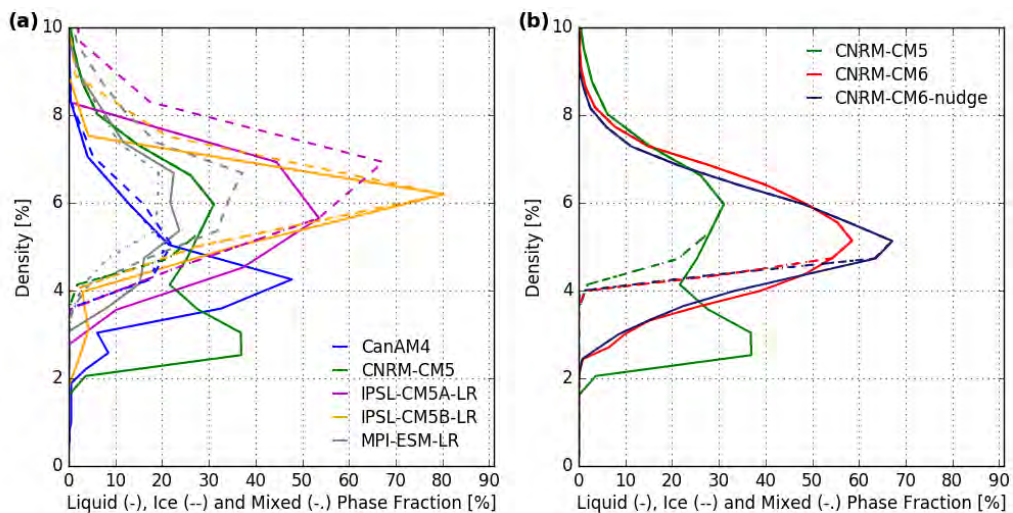 (a)
10
8
6
4
2
0
Density [%]
CanAM4
CNRM-CM5
IPSL-CM5A-LR
IPSL-CM5B-LR
MPI-ESM-LR
0 10 20 30 40 50 60 70 80 90
Liquid (-), Ice (--) and Mixed (-.) Phase Fraction [%]
(b)
10
8
6
4
2
0
Density [%]
CNRM-CM5
CNRM-CM6
CNRM-CM6-nudge
0 10 20 30 40 50 60 70 80 90
Liquid (-), Ice (--) and Mixed (-.) Phase Fraction [%]